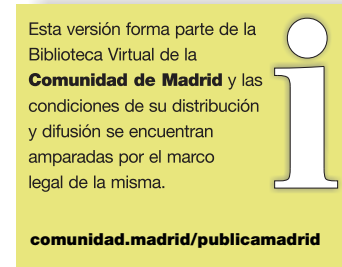 Esta versión forma parte de la
Biblioteca Virtual de la
Comunidad de Madrid y las
condiciones de su distribución
y difusión se encuentran
amparadas por el marco
legal de la misma.
comunidad.madrid/publicamadrid
i